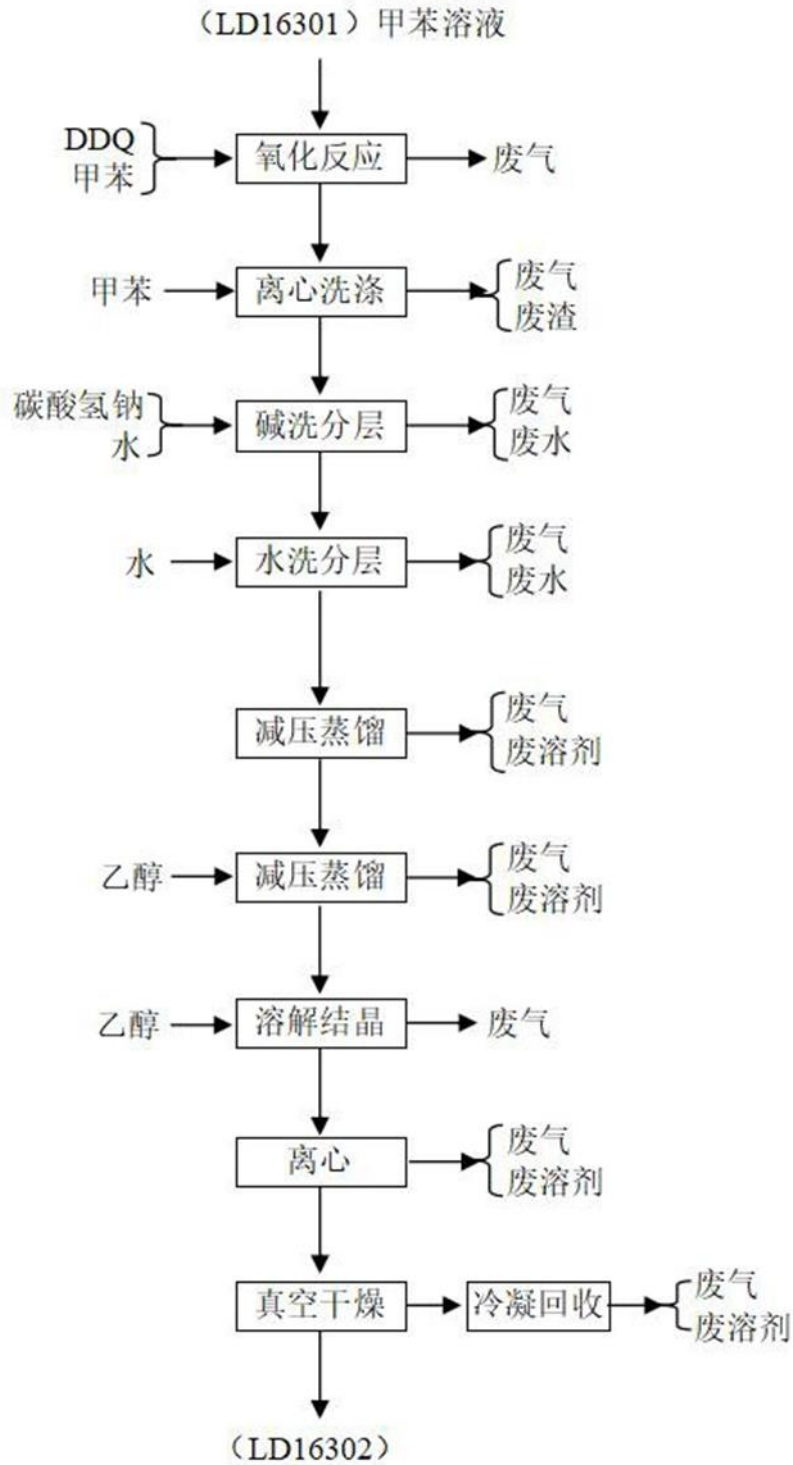 （LD16301）甲苯溶液
DDQ
甲苯
氧化反应
废气
甲苯
离心洗涤
废气
废渣
碳酸氢钠
水
碱洗分层
废气
废水
水
水洗分层
废气
废水
减压蒸馏
废气
废溶剂
乙醇
减压蒸馏
废气
废溶剂
乙醇
溶解结晶
废气
离心
废气
废溶剂
真空干燥
冷凝回收
废气
废溶剂
（LD16302）